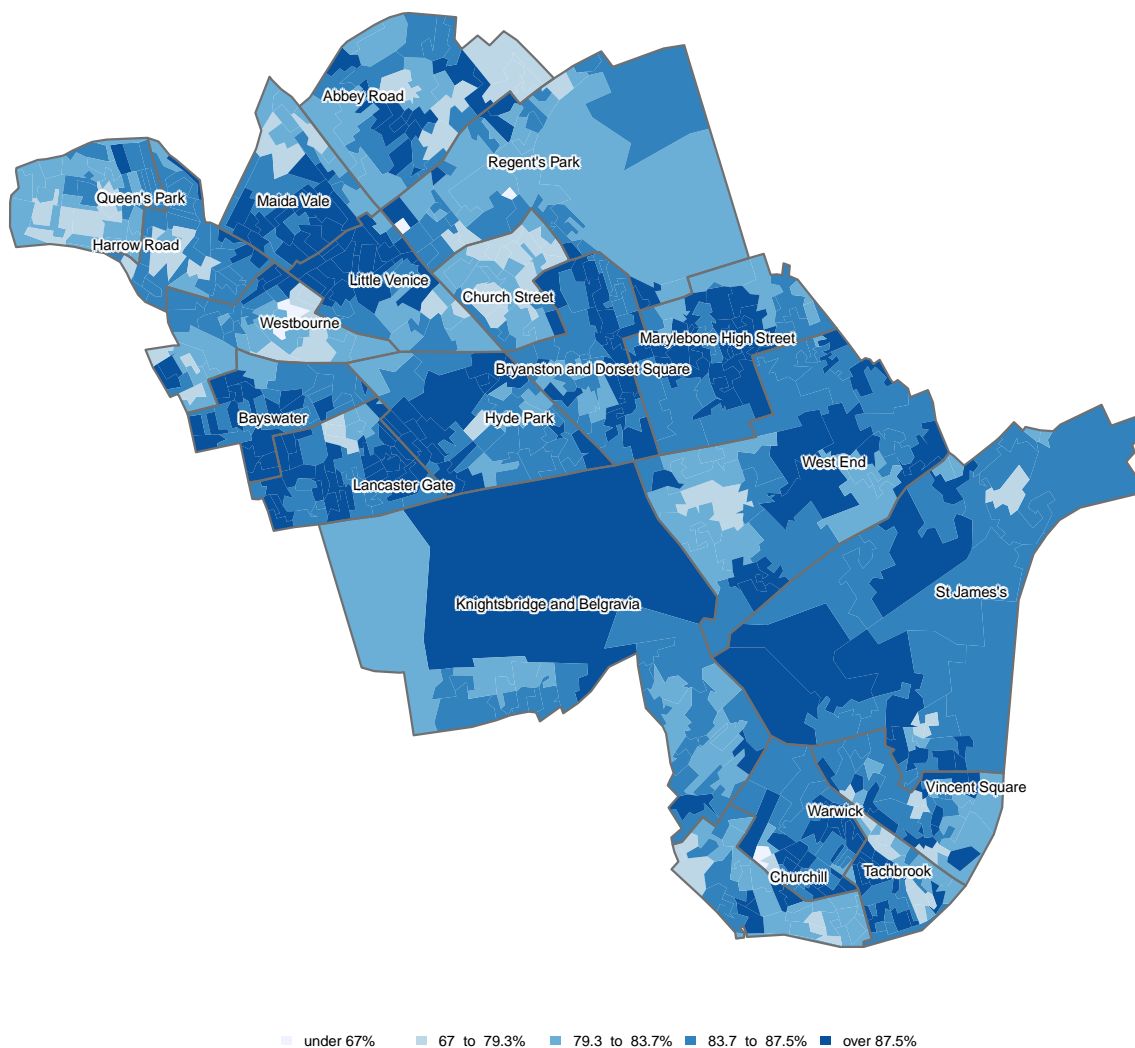 Abbey Road
Regent's Park
Queen's Park
Maida Vale
Harrow Road
Little Venice
Church Street
Westbourne
Marylebone High Street
Bryanston and Dorset Square
Bayswater
Hyde Park
West End
Lancaster Gate
St James's
Knightsbridge and Belgravia
Vincent Square
Warwick
Tachbrook
Churchill
under 67% 67 to 79.3% 79.3 to 83.7% 83.7 to 87.5% over 87.5%